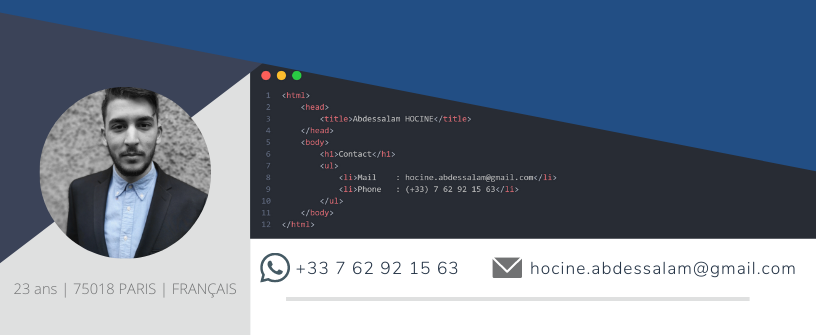 1 <html>
2 <head>
3 <title>Abdessalam HOCINE</title>
4 </head>
5 <body>
6 <h1>Contact</h1>
7 <ul>
8 <li>Mail : hocine.abdessalam@gmail.com</li>
9 <li>Phone : (+33) 7 62 92 15 63</li>
10 </ul>
11 </body>
12 </html>
+33 7 62 92 15 63
hocine.abdessalam@gmail.com
23 ans | 75018 PARIS | FRANÇAIS